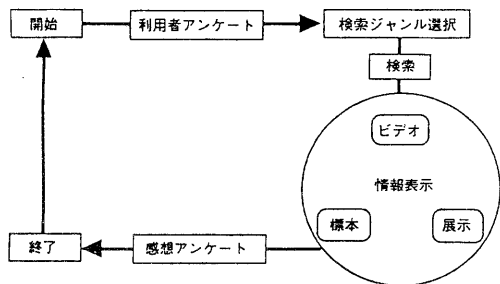 開始
利用者アンケート
検索ジャンル選択
検索
ビデオ
情報表示
標本
展示
感想アンケート
終了